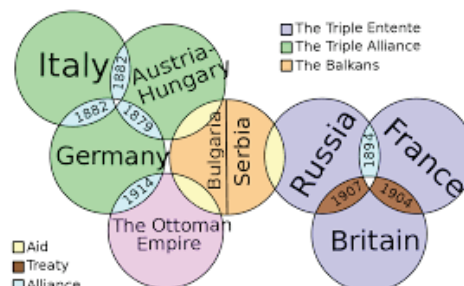 Italy
1882
Austria-
Hungary
The Triple Entente
The Triple Alliance
The Balkans
1882
1879
Germany
Bulgaria
Serbia
Russia
1894
France
1914
1907
1904
The Ottoman
Empire
Britain
Aid
Treaty
Alliance